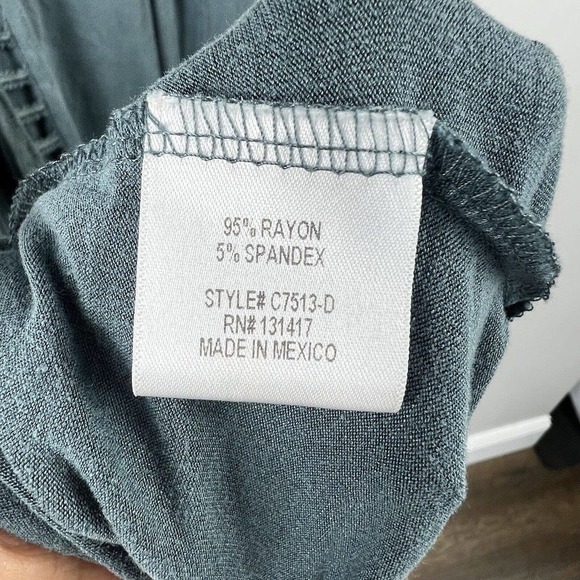 95% RAYON
5% SPANDEX
STYLE# C7513-D
RN# 131417
MADE IN MEXICO